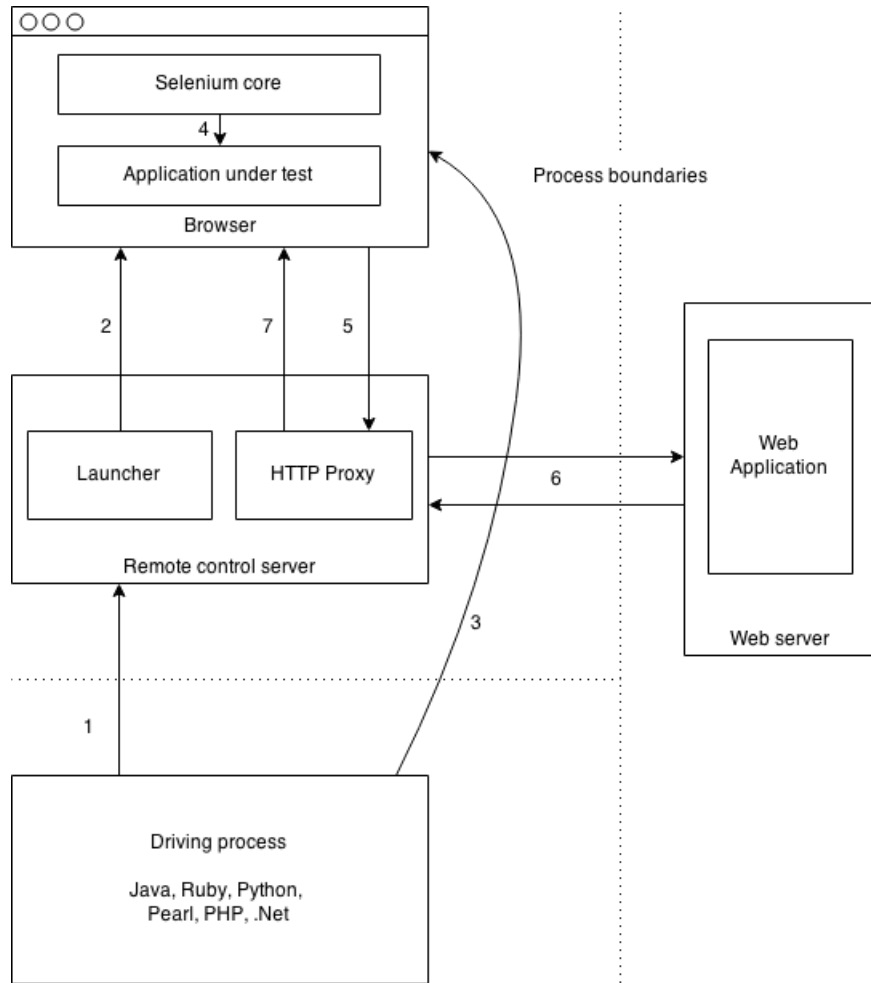 Selenium core
4
Application under test
Browser
Process boundaries
2
7
5
Launcher
HTTP Proxy
Remote control server
6
Web
Application
Web server
3
1
Driving process
Java, Ruby, Python,
Pearl, PHP, .Net